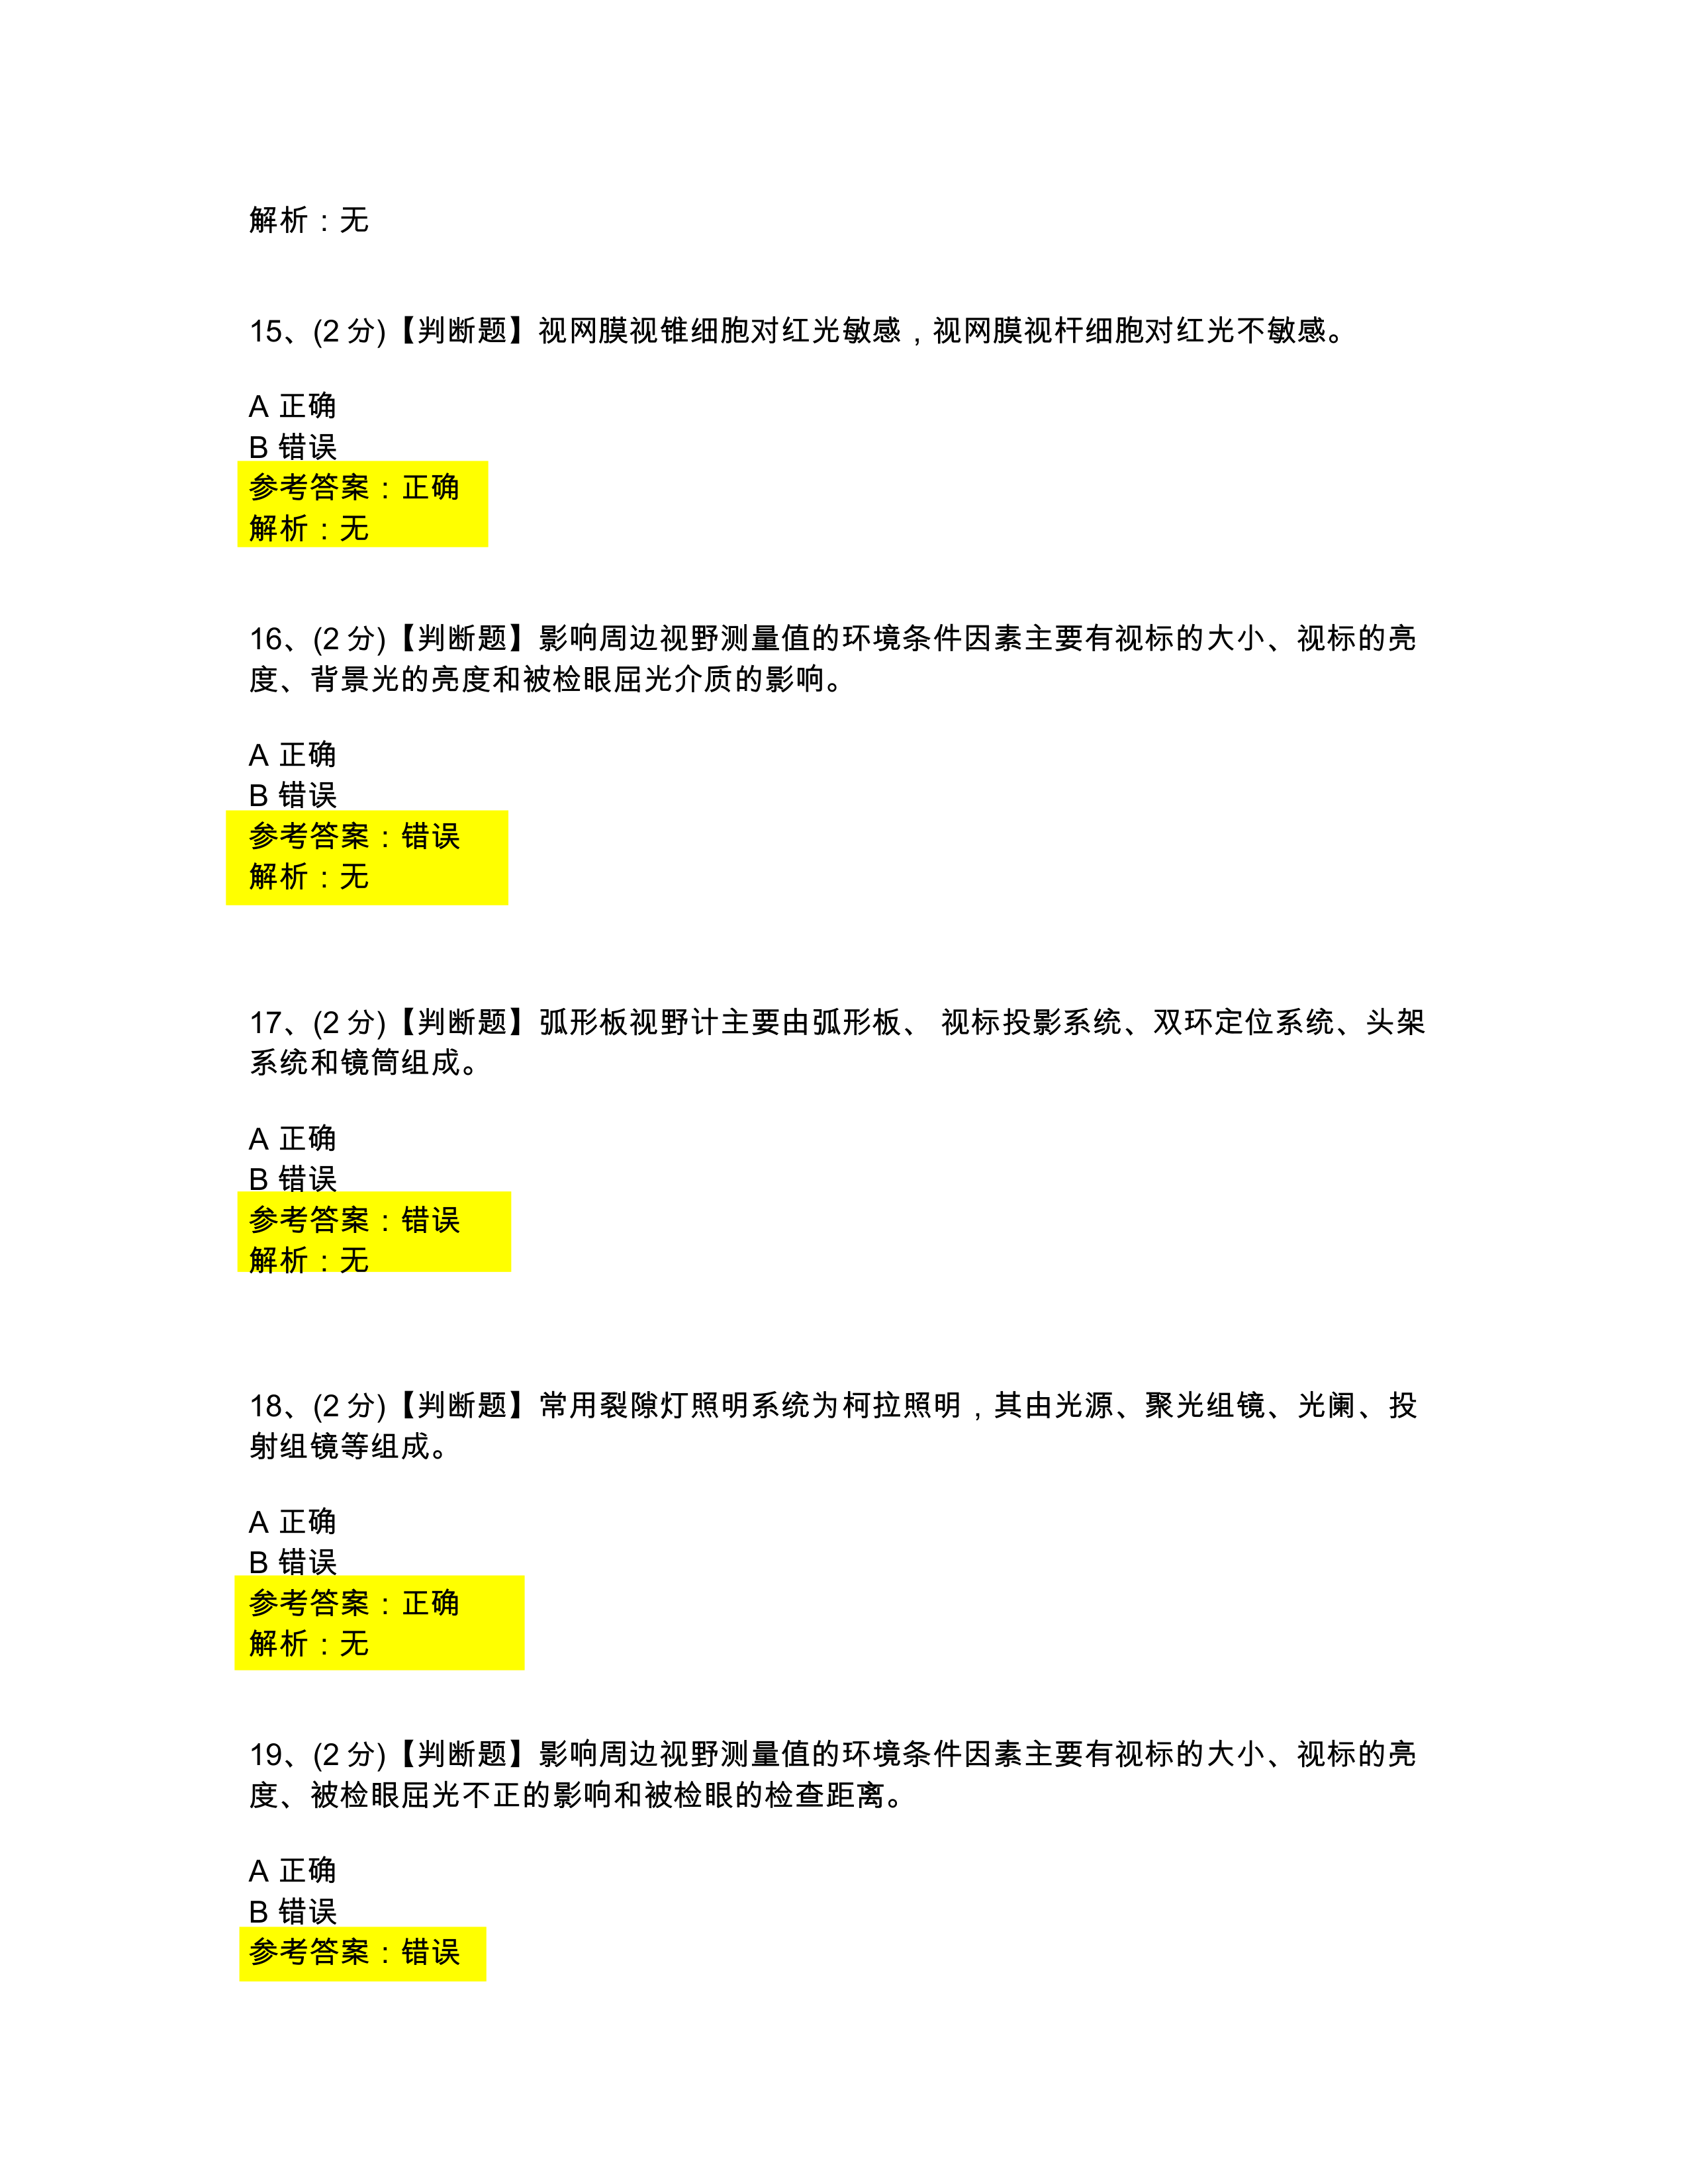 解析：无
15、(2 分)【判断题】视网膜视锥细胞对红光敏感，视网膜视杆细胞对红光不敏感。
A 正确
B 错误
参考答案：正确
解析：无
16、(2 分)【判断题】影响周边视野测量值的环境条件因素主要有视标的大小、视标的亮
度、背景光的亮度和被检眼屈光介质的影响。
A 正确
B 错误
参考答案：错误
解析：无
17、(2 分)【判断题】弧形板视野计主要由弧形板、 视标投影系统、双环定位系统、头架
系统和镜筒组成。
A 正确
B 错误
参考答案：错误
解析：无
18、(2 分)【判断题】常用裂隙灯照明系统为柯拉照明，其由光源、聚光组镜、光阑、投
射组镜等组成。
A 正确
B 错误
参考答案：正确
解析：无
19、(2 分)【判断题】影响周边视野测量值的环境条件因素主要有视标的大小、视标的亮
度、被检眼屈光不正的影响和被检眼的检查距离。
A 正确
B 错误
参考答案：错误